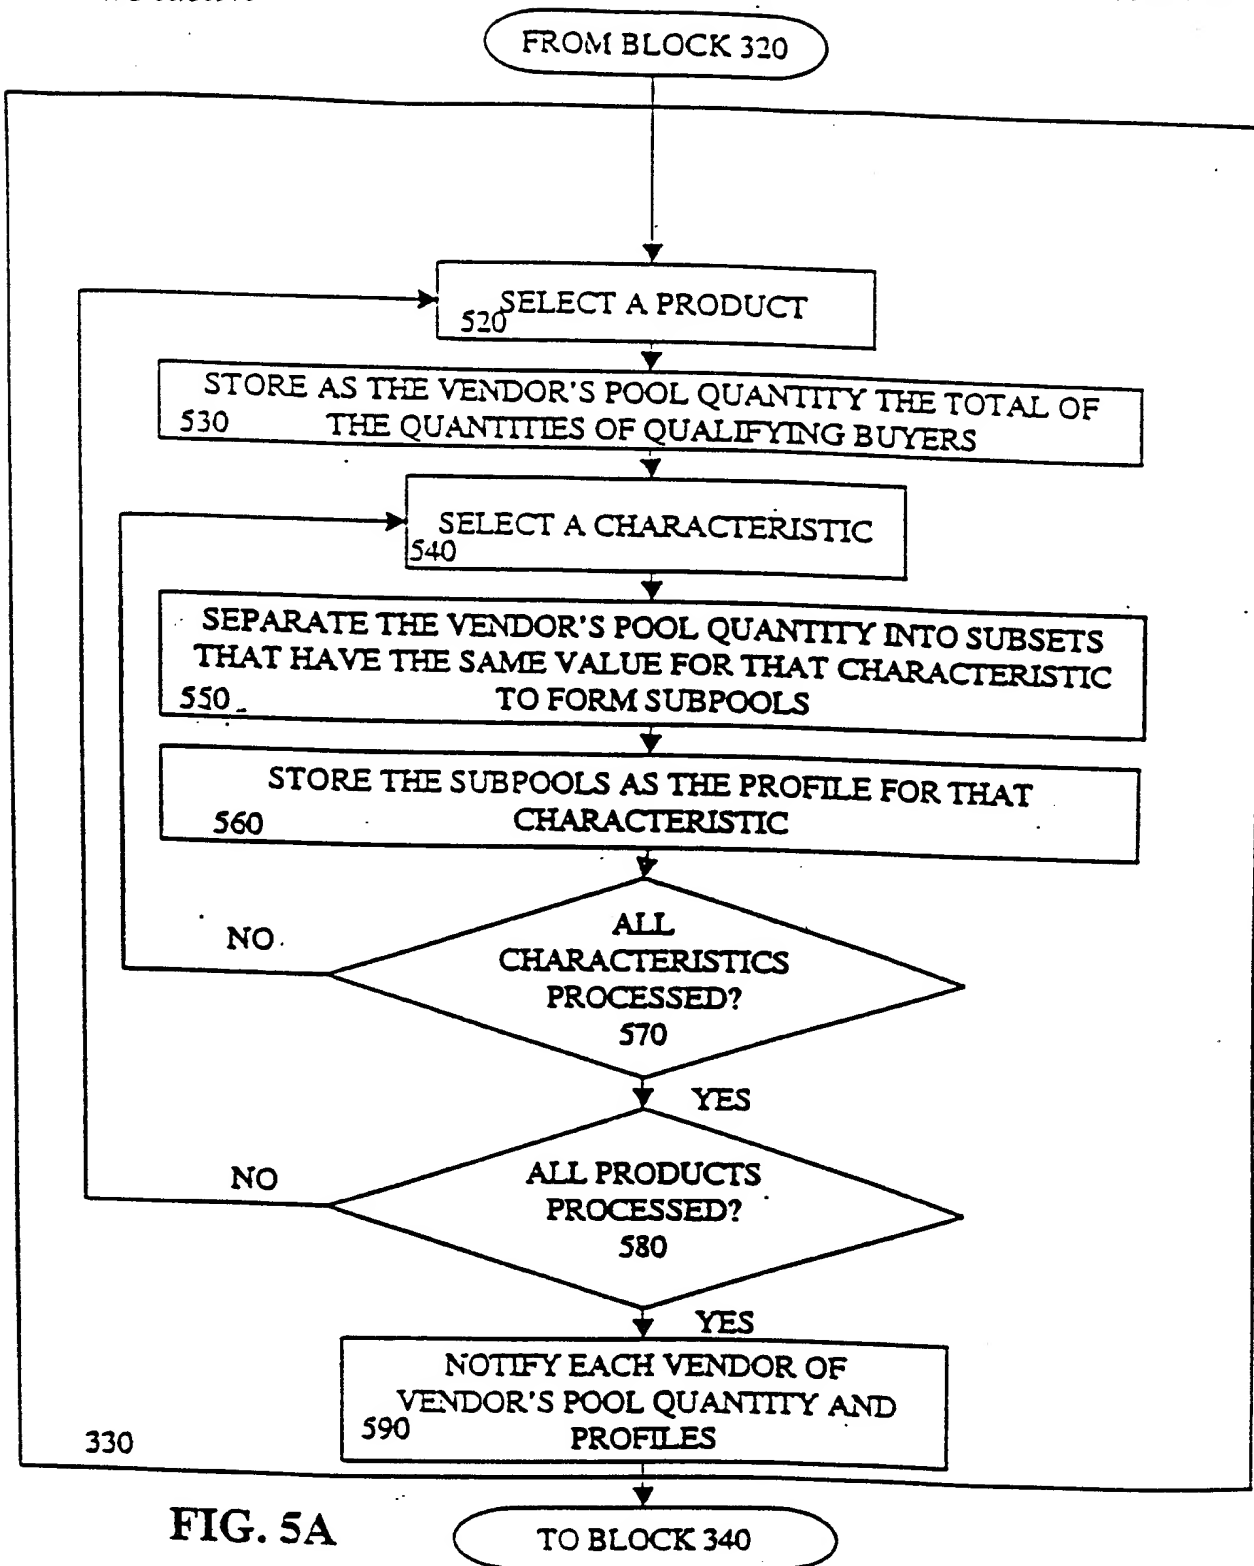 FROM BLOCK 320
SELECT A PRODUCT
520
STORE AS THE VENDOR'S POOL QUANTITY THE TOTAL OF
530 THE QUANTITIES OF QUALIFYING BUYERS
SELECT A CHARACTERISTIC
540
SEPARATE THE VENDOR'S POOL QUANTITY INTO SUBSETS
THAT HAVE THE SAME VALUE FOR THAT CHARACTERISTIC
550 TO FORM SUBPOOLS
STORE THE SUBPOOLS AS THE PROFILE FOR THAT
560 CHARACTERISTIC
NO
ALL
CHARACTERISTICS
PROCESSED?
570
YES
NO
ALL PRODUCTS
PROCESSED?
580
YES
NOTIFY EACH VENDOR OF
VENDOR'S POOL QUANTITY AND
590 PROFILES
330
FIG. 5A
TO BLOCK 340